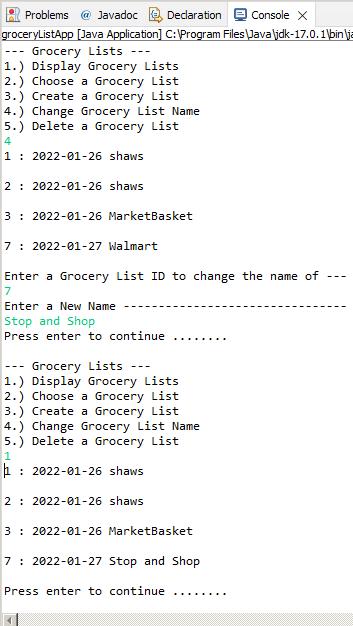 Problems @ Javadoc Declaration Console
groceryListApp [Java Application] C:\Program Files\Java\jdk-17.0.1\bin\ja
--- Grocery Lists ---
1.) Display Grocery Lists
2.) Choose a Grocery List
3.) Create a Grocery List
4.) Change Grocery List Name
5.) Delete a Grocery List
4
1 : 2022-01-26 shaws
2 : 2022-01-26 shaws
3 : 2022-01-26 MarketBasket
7 : 2022-01-27 Walmart
Enter a Grocery List ID to change the name of ---
7
Enter a New Name -------------------------------
Stop and Shop
Press enter to continue ........
--- Grocery Lists ---
1.) Display Grocery Lists
2.) Choose a Grocery List
3.) Create a Grocery List
4.) Change Grocery List Name
5.) Delete a Grocery List
1
1 : 2022-01-26 shaws
2 : 2022-01-26 shaws
3 : 2022-01-26 MarketBasket
7 : 2022-01-27 Stop and Shop
Press enter to continue ........